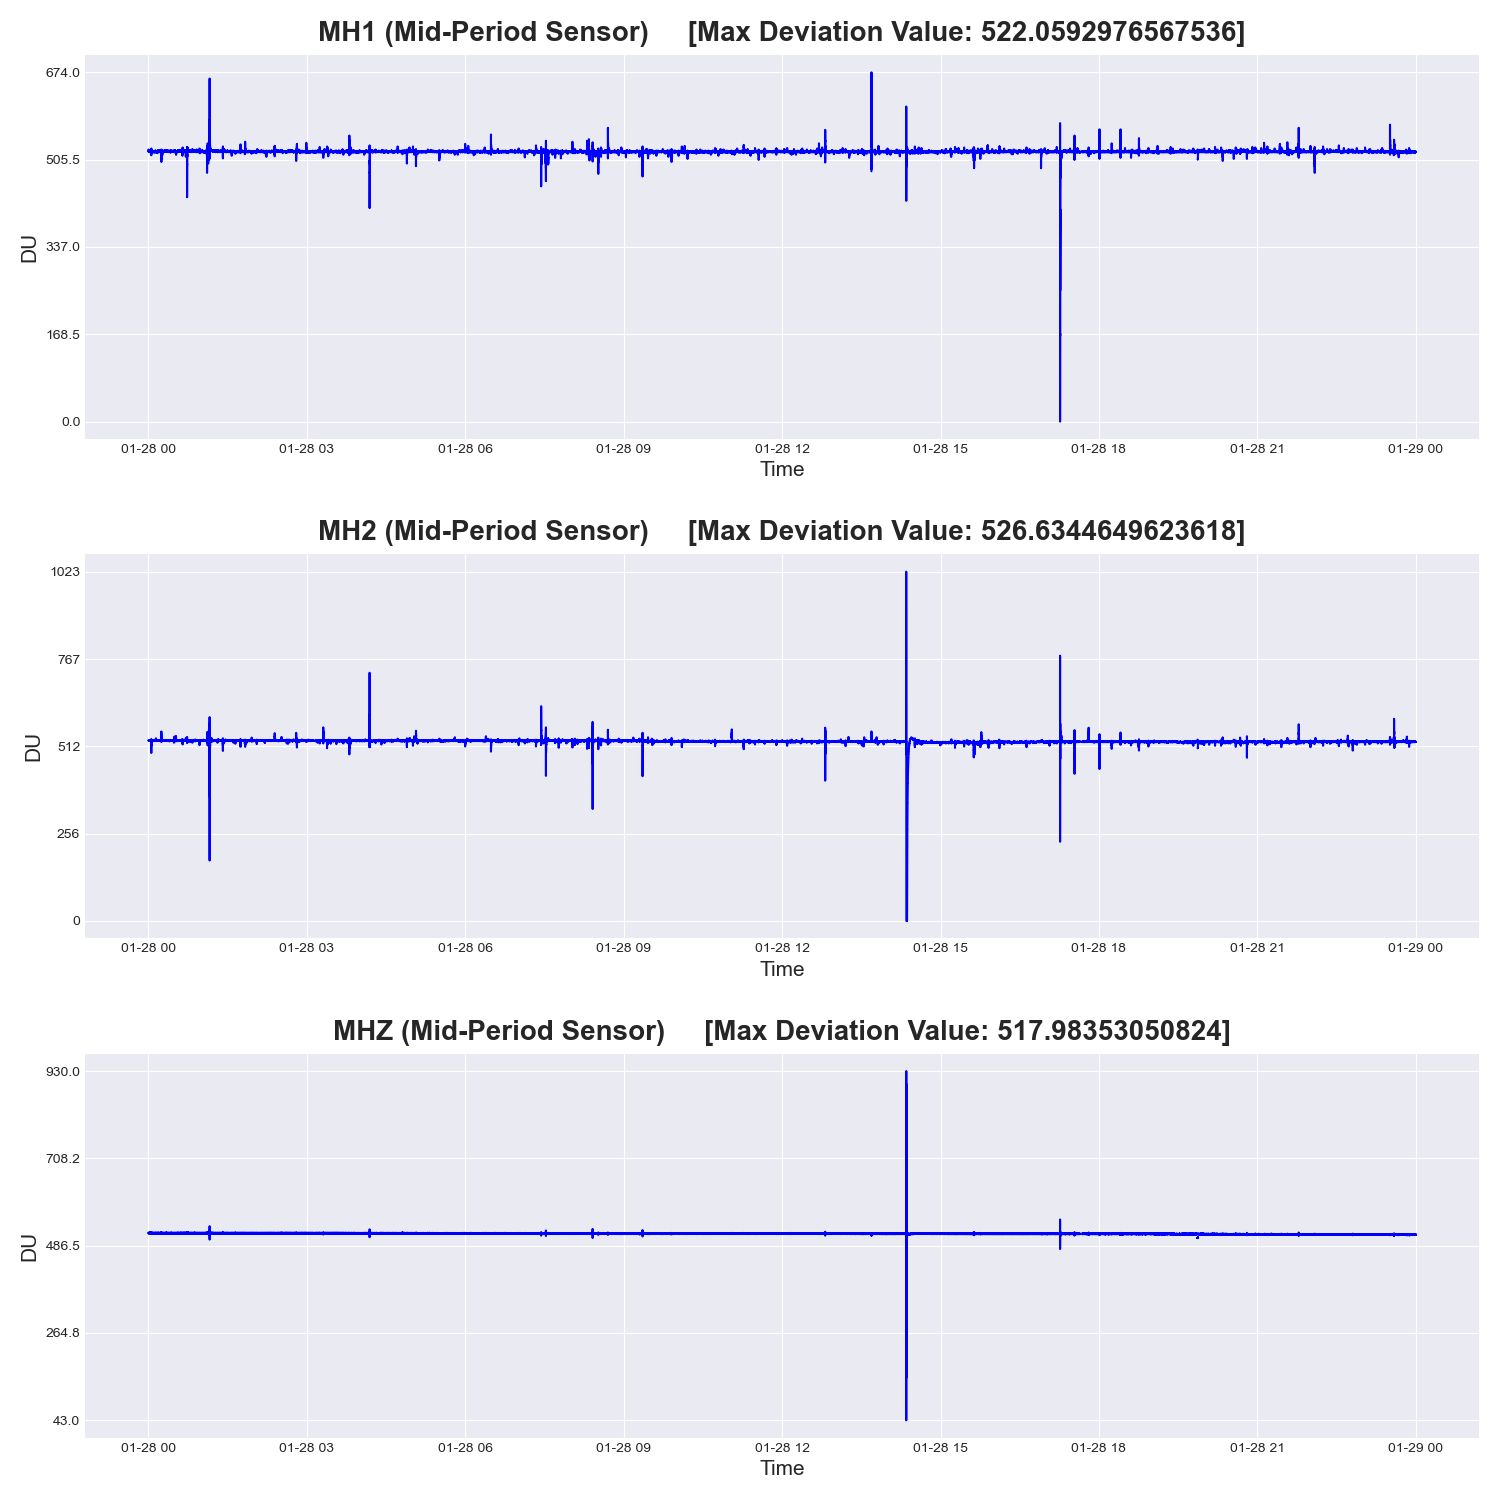 MH1 (Mid-Period Sensor) [Max Deviation Value: 522.0592976567536]
674.0
505.5
337.0
168.5
0.0
DU
01-28 00 01-28 03 01-28 06 01-28 09 01-28 12 01-28 15 01-28 18 01-28 21 01-29 00
Time
MH2 (Mid-Period Sensor) [Max Deviation Value: 526.6344649623618]
1023
767
512
256
0
DU
01-28 00 01-28 03 01-28 06 01-28 09 01-28 12 01-28 15 01-28 18 01-28 21 01-29 00
Time
MHZ (Mid-Period Sensor) [Max Deviation Value: 517.98353050824]
930.0
708.2
486.5
264.8
43.0
DU
01-28 00 01-28 03 01-28 06 01-28 09 01-28 12 01-28 15 01-28 18 01-28 21 01-29 00
Time